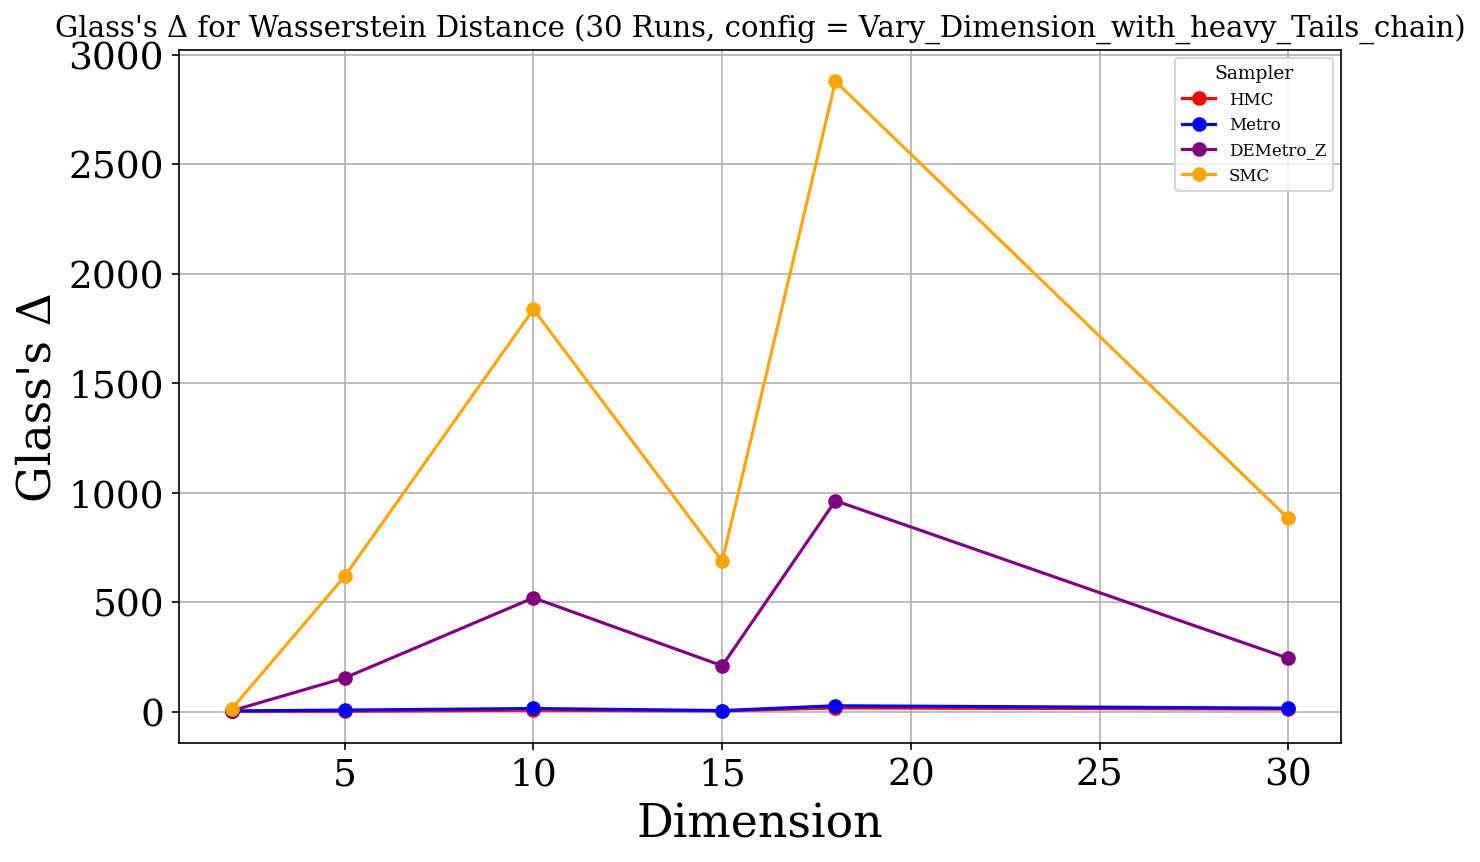 Glass's Δ for Wasserstein Distance (30 Runs, config = Vary_Dimension_with_heavy_Tails_chain)
Glass's Δ
3000
2500
2000
1500
1000
500
0
Sampler
HMC
Metro
DEMetro_Z
SMC
5 10 15 20 25 30
Dimension